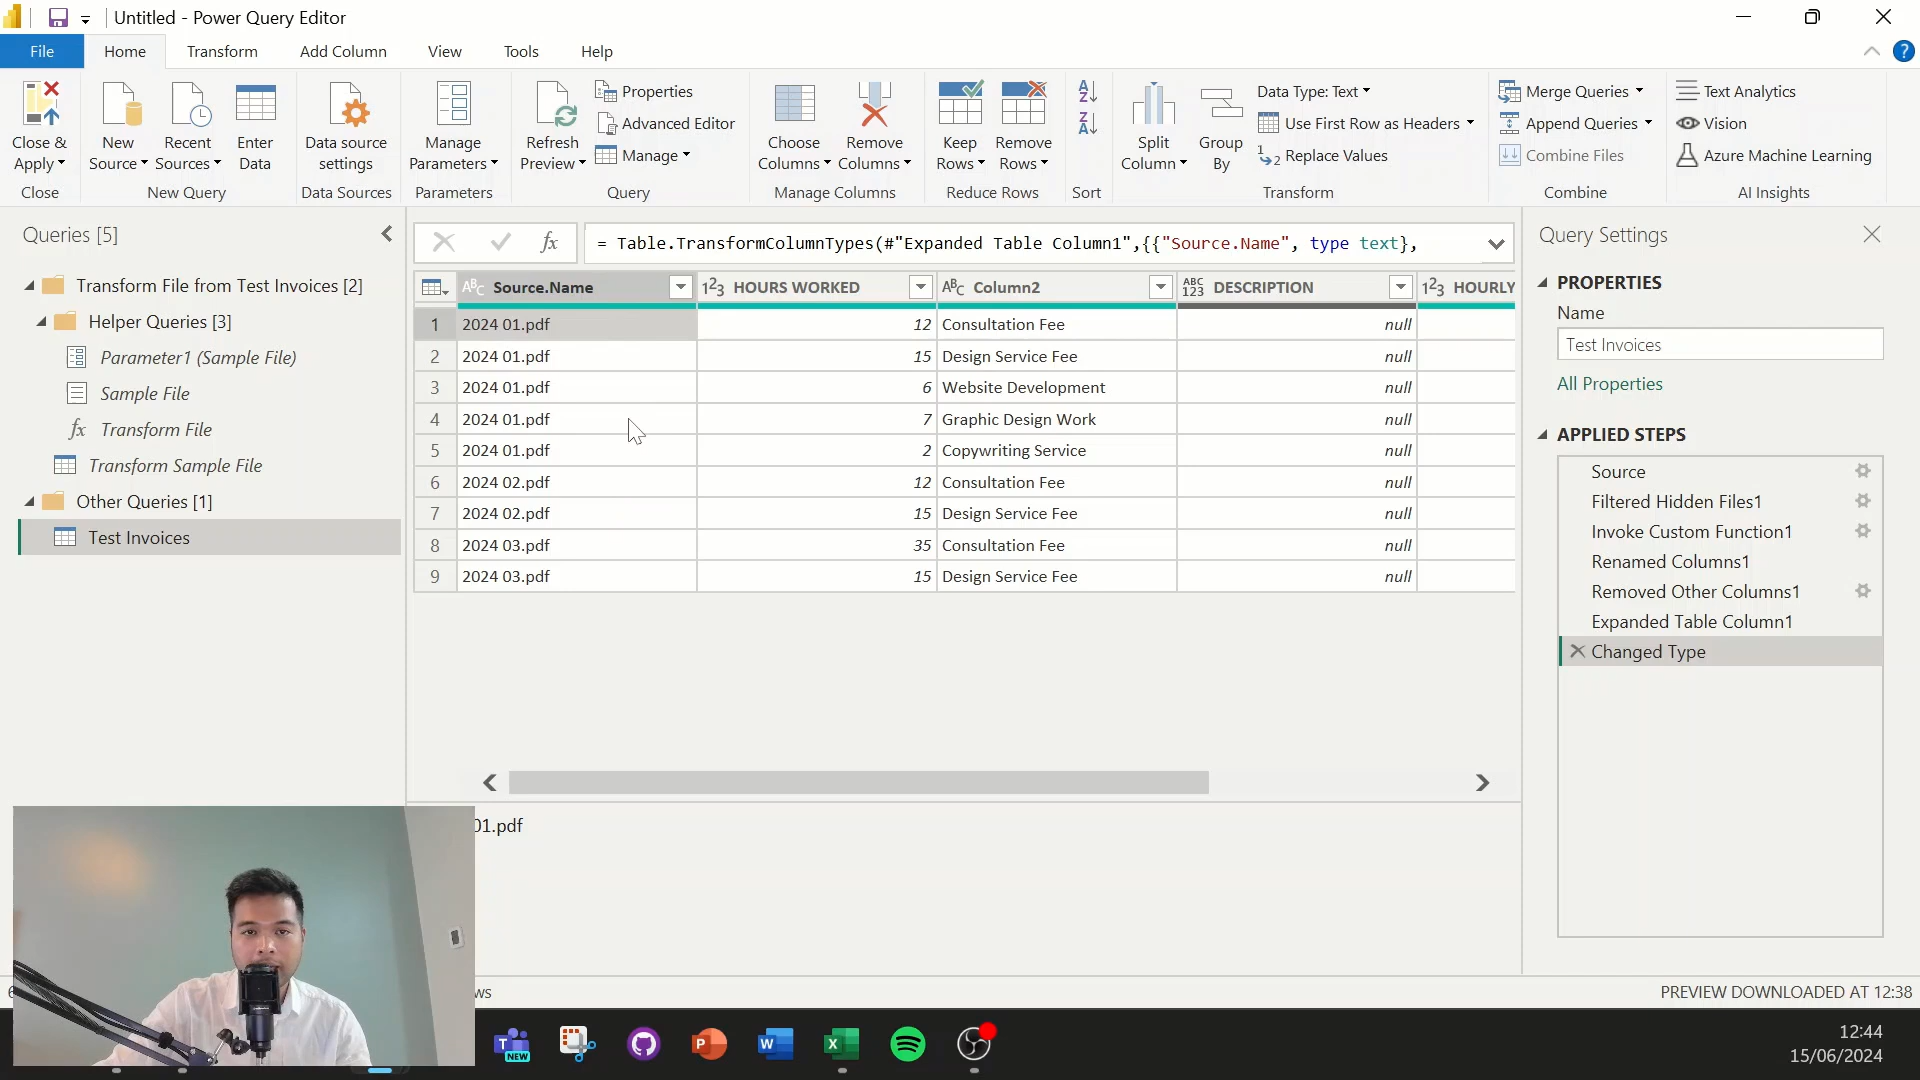 Untitled - Power Query Editor
File Home Transform Add Column View Tools Help
Close & Apply
Close
New Source
Recent Sources
Enter Data
New Query
Data source settings
Data Sources
Manage Parameters
Parameters
Refresh Preview
Properties
Advanced Editor
Manage
Query
Choose Columns
Remove Columns
Manage Columns
Keep Rows
Remove Rows
Reduce Rows
Sort
Split Column
Group By
Data Type: Text
Use First Row as Headers
Replace Values
Transform
Merge Queries
Append Queries
Combine Files
Combine
Text Analytics
Vision
Azure Machine Learning
AI Insights
Queries [5]
Transform File from Test Invoices [2]
Helper Queries [3]
Parameter1 (Sample File)
Sample File
fx Transform File
Transform Sample File
Other Queries [1]
Test Invoices
fx = Table.TransformColumnTypes(#"Expanded Table Column1",{{"Source.Name", type text},
ABC Source.Name 123 HOURS WORKED ABC Column2 ABC 123 DESCRIPTION 123 HOURLY
1 2024 01.pdf 12 Consultation Fee null
2 2024 01.pdf 15 Design Service Fee null
3 2024 01.pdf 6 Website Development null
4 2024 01.pdf 7 Graphic Design Work null
5 2024 01.pdf 2 Copywriting Service null
6 2024 02.pdf 12 Consultation Fee null
7 2024 02.pdf 15 Design Service Fee null
8 2024 03.pdf 35 Consultation Fee null
9 2024 03.pdf 15 Design Service Fee null
01.pdf
Query Settings
PROPERTIES
Name
Test Invoices
All Properties
APPLIED STEPS
Source
Filtered Hidden Files1
Invoke Custom Function1
Renamed Columns1
Removed Other Columns1
Expanded Table Column1
Changed Type
ws
PREVIEW DOWNLOADED AT 12:38
NEW
12:44
15/06/2024